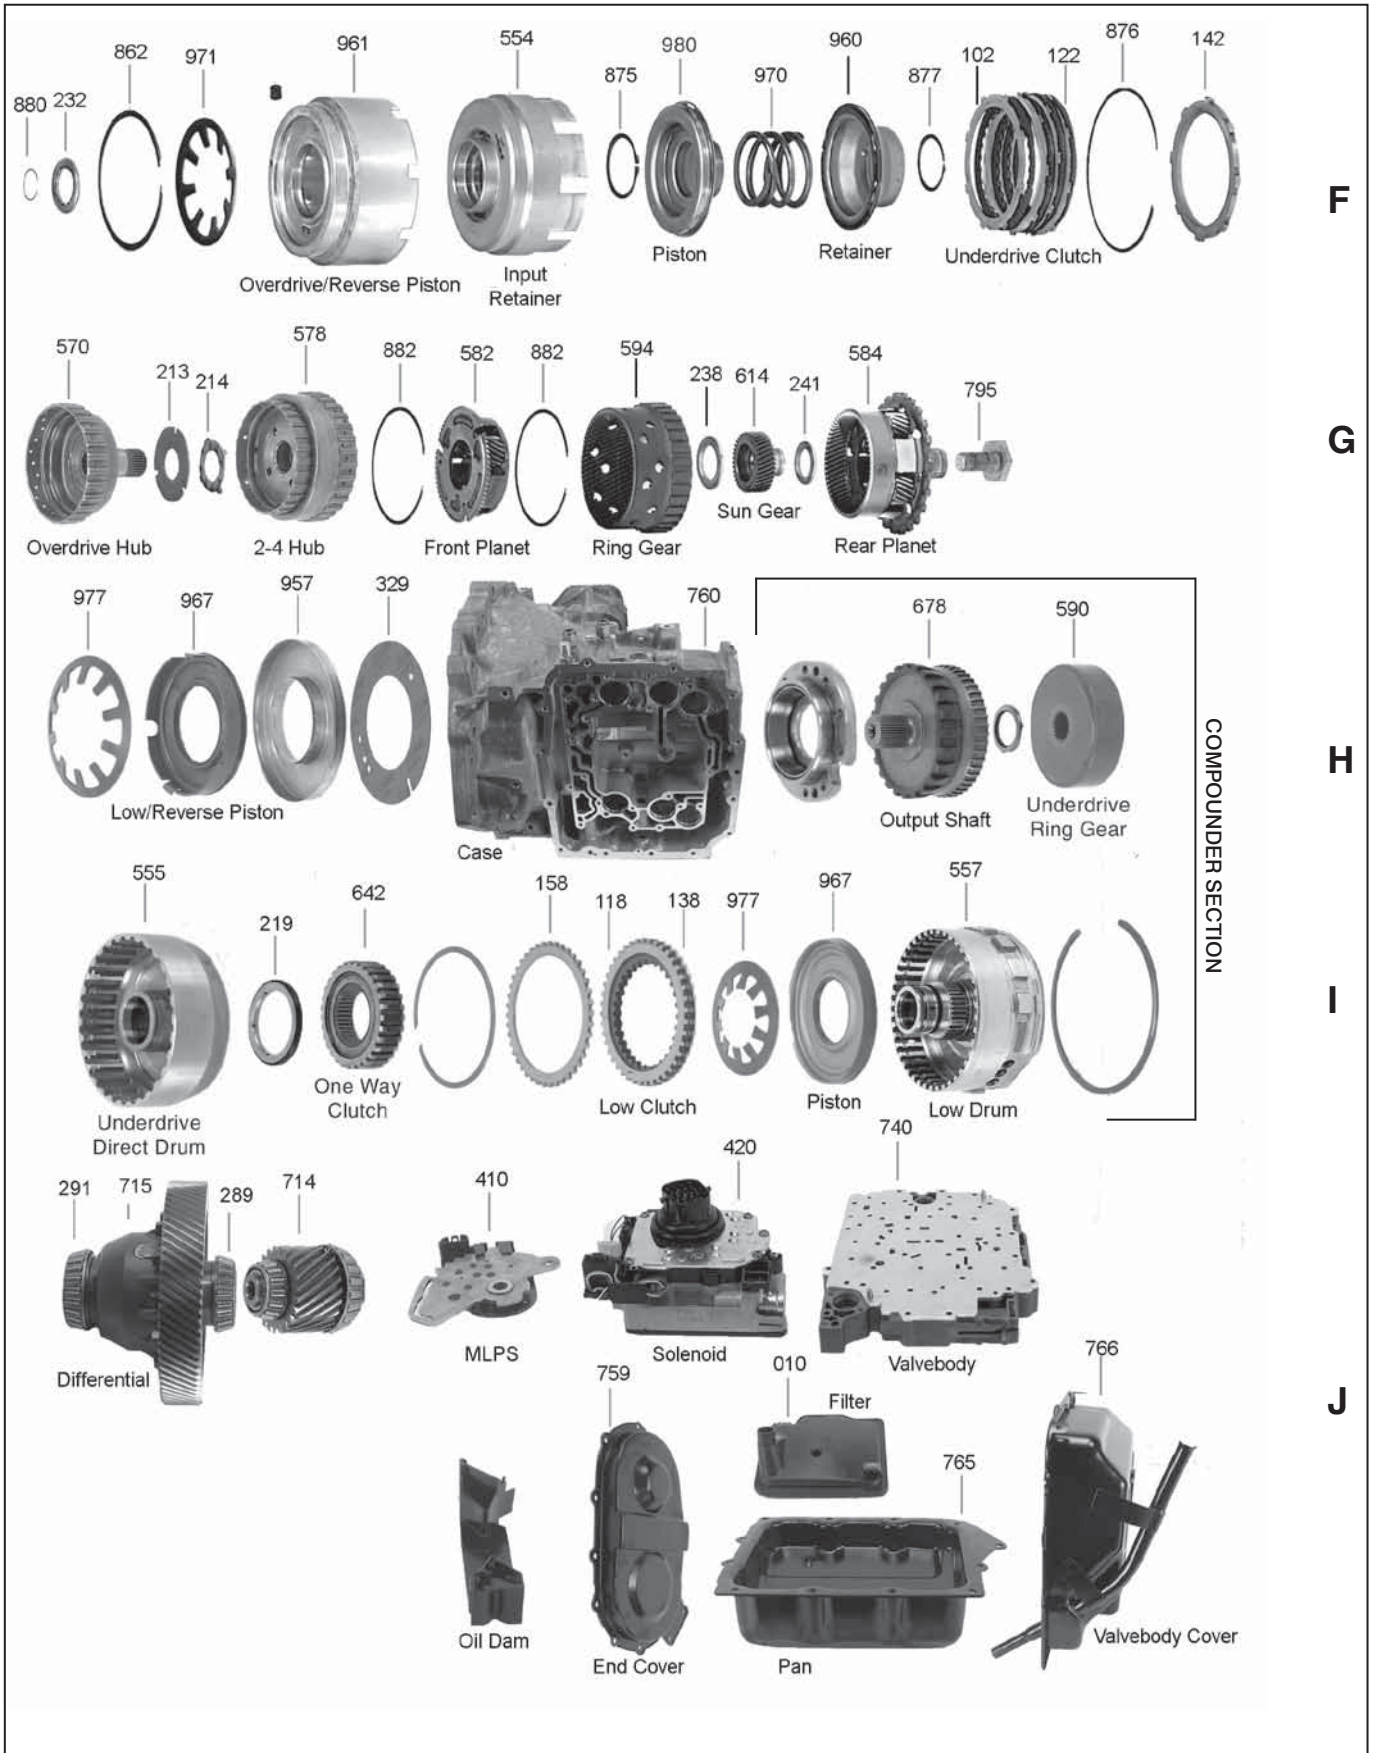 862
971
961
554
980
960
876
142
875
970
877
102
122
880
232
F
Piston
Retainer
Underdrive Clutch
Overdrive/Reverse Piston
Input
Retainer
570
213
214
578
882
582
882
594
238
614
241
584
795
G
Sun Gear
Overdrive Hub
2-4 Hub
Front Planet
Ring Gear
Rear Planet
977
967
957
329
760
678
590
H
COMPOUNDER SECTION
Low/Reverse Piston
Case
Output Shaft
Underdrive
Ring Gear
555
219
642
158
118
138
977
967
557
I
Underdrive
Direct Drum
One Way
Clutch
Low Clutch
Piston
Low Drum
291
715
289
714
410
420
740
Differential
MLPS
Solenoid
Valvebody
J
759
010
Filter
765
766
Oil Dam
End Cover
Pan
Valvebody Cover